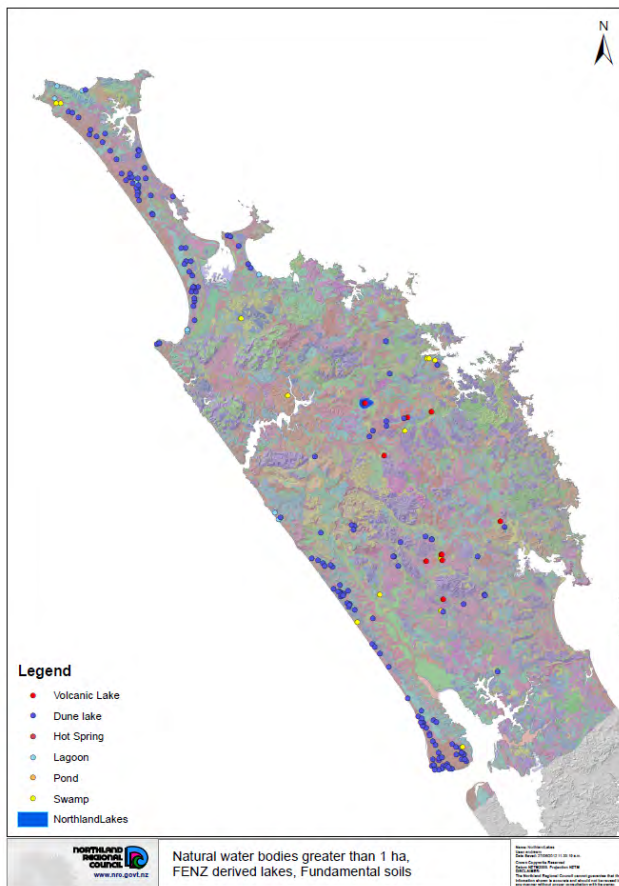 N
Legend
Volcanic Lake
Dune lake
Hot Spring
Lagoon
Pond
Swamp
NorthlandLakes
NORTHLAND
REGIONAL
COUNCIL
www.nrc.govt.nz
Natural water bodies greater than 1 ha,
FENZ derived lakes, Fundamental soils